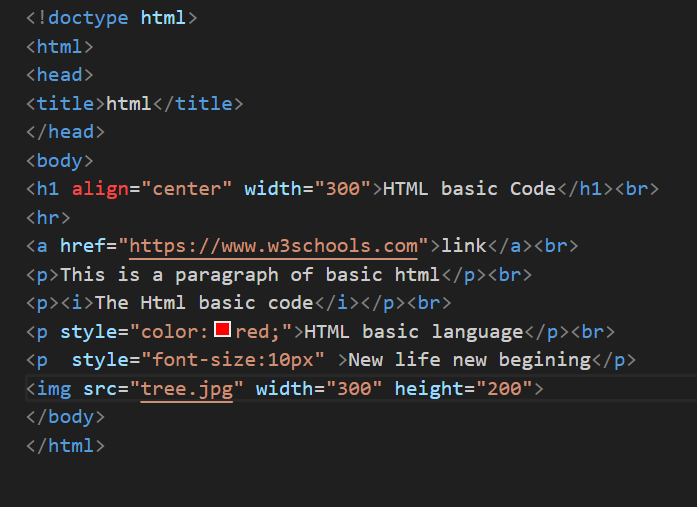 <!doctype html>
<html>
<head>
<title>html</title>
</head>
<body>
<h1 align="center" width="300">HTML basic Code</h1><br>
<hr>
<a href="https://www.w3schools.com">link</a><br>
<p>This is a paragraph of basic html</p><br>
<p><i>The Html basic code</i></p><br>
<p style="color:red;">HTML basic language</p><br>
<p  style="font-size:10px" >New life new begining</p>
<img src="tree.jpg" width="300" height="200">
</body>
</html>